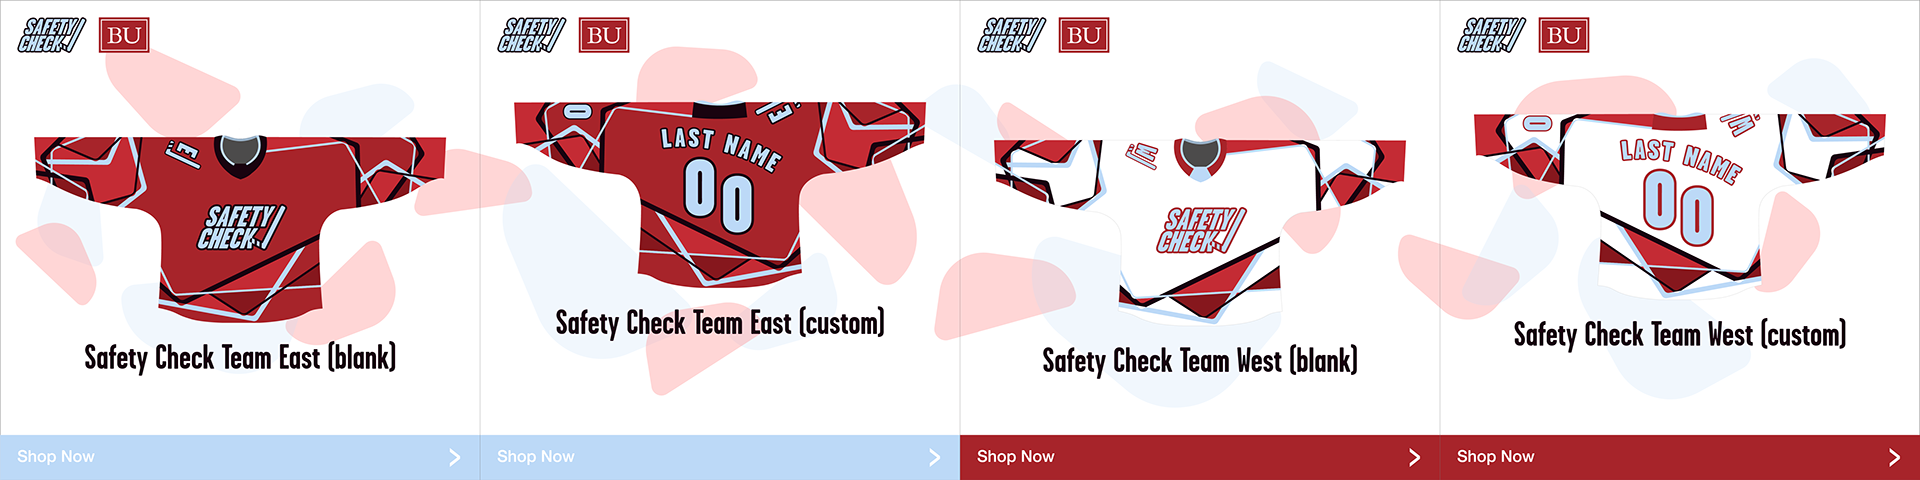 SAFETY
CHECK
BU
E:
SAFETY
CHECK
Safety Check Team East (blank)
Shop Now
SAFETY
CHECK
BU
0
E:
LAST NAME
00
Safety Check Team East (custom)
Shop Now
SAFETY
CHECK
BU
W:
SAFETY
CHECK
Safety Check Team West (blank)
Shop Now
SAFETY
CHECK
BU
0
W:
LAST NAME
00
Safety Check Team West (custom)
Shop Now